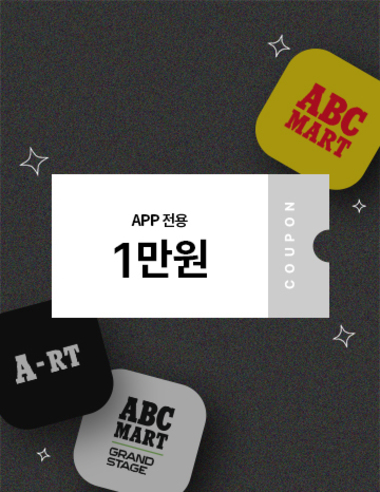 ABC
MART
APP 전용
1만원
COUPON
A-RT
ABC
MART
GRAND
STAGE